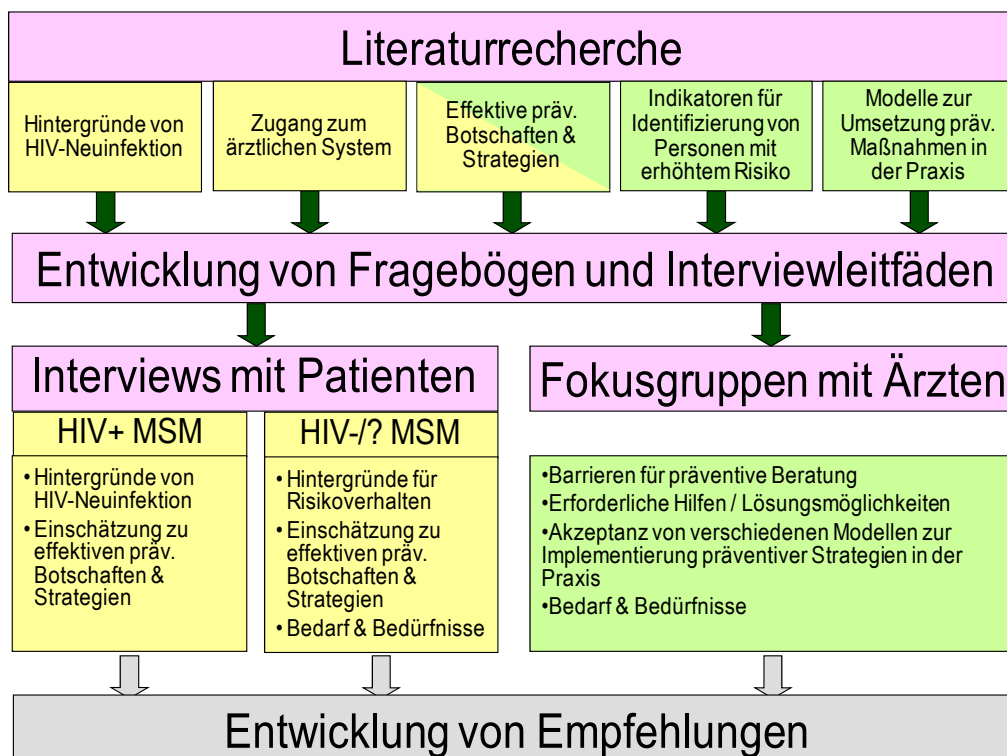 Literaturrecherche
Hintergründe von
HIV-Neuinfektion
Zugang zum
ärztlichen System
Effektive präv.
Botschaften &
Strategien
Indikatoren für
Identifizierung von
Personen mit
erhöhtem Risiko
Modelle zur
Umsetzung präv.
Maßnahmen in
der Praxis
Entwicklung von Fragebögen und Interviewleitfäden
Interviews mit Patienten
HIV+ MSM
•Hintergründe von
HIV-Neuinfektion
•Einschätzung zu
effektiven präv.
Botschaften &
Strategien
HIV-/? MSM
•Hintergründe für
Risikoverhalten
•Einschätzung zu
effektiven präv.
Botschaften &
Strategien
•Bedarf & Bedürfnisse
Fokusgruppen mit Ärzten
•Barrieren für präventive Beratung
•Erforderliche Hilfen / Lösungsmöglichkeiten
•Akzeptanz von verschiedenen Modellen zur
Implementierung präventiver Strategien in der
Praxis
•Bedarf & Bedürfnisse
Entwicklung von Empfehlungen